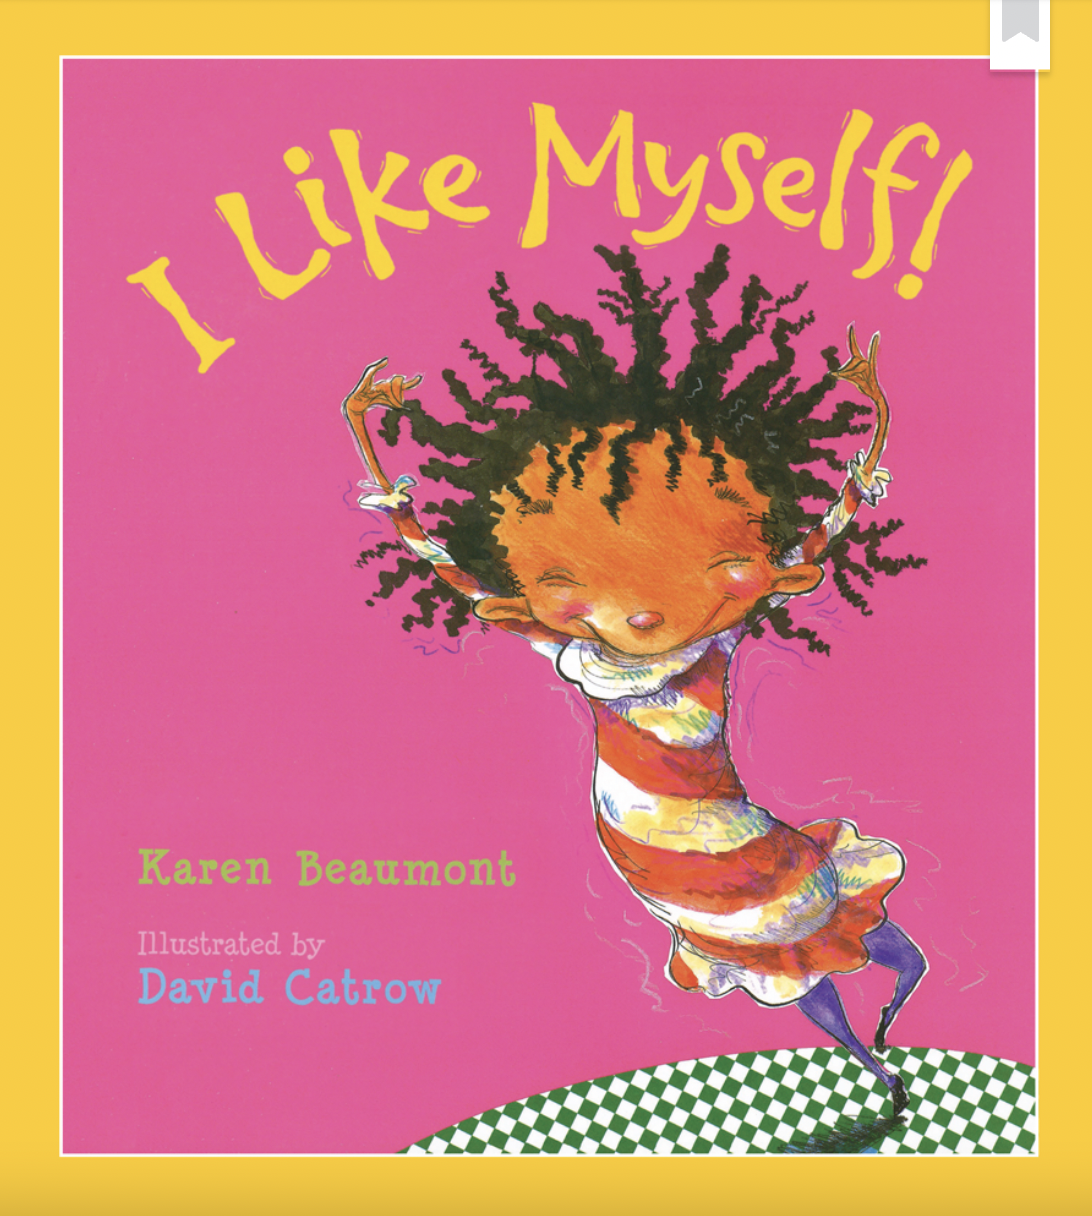 I Like Myself!
Karen Beaumont
Illustrated by
David Catrow